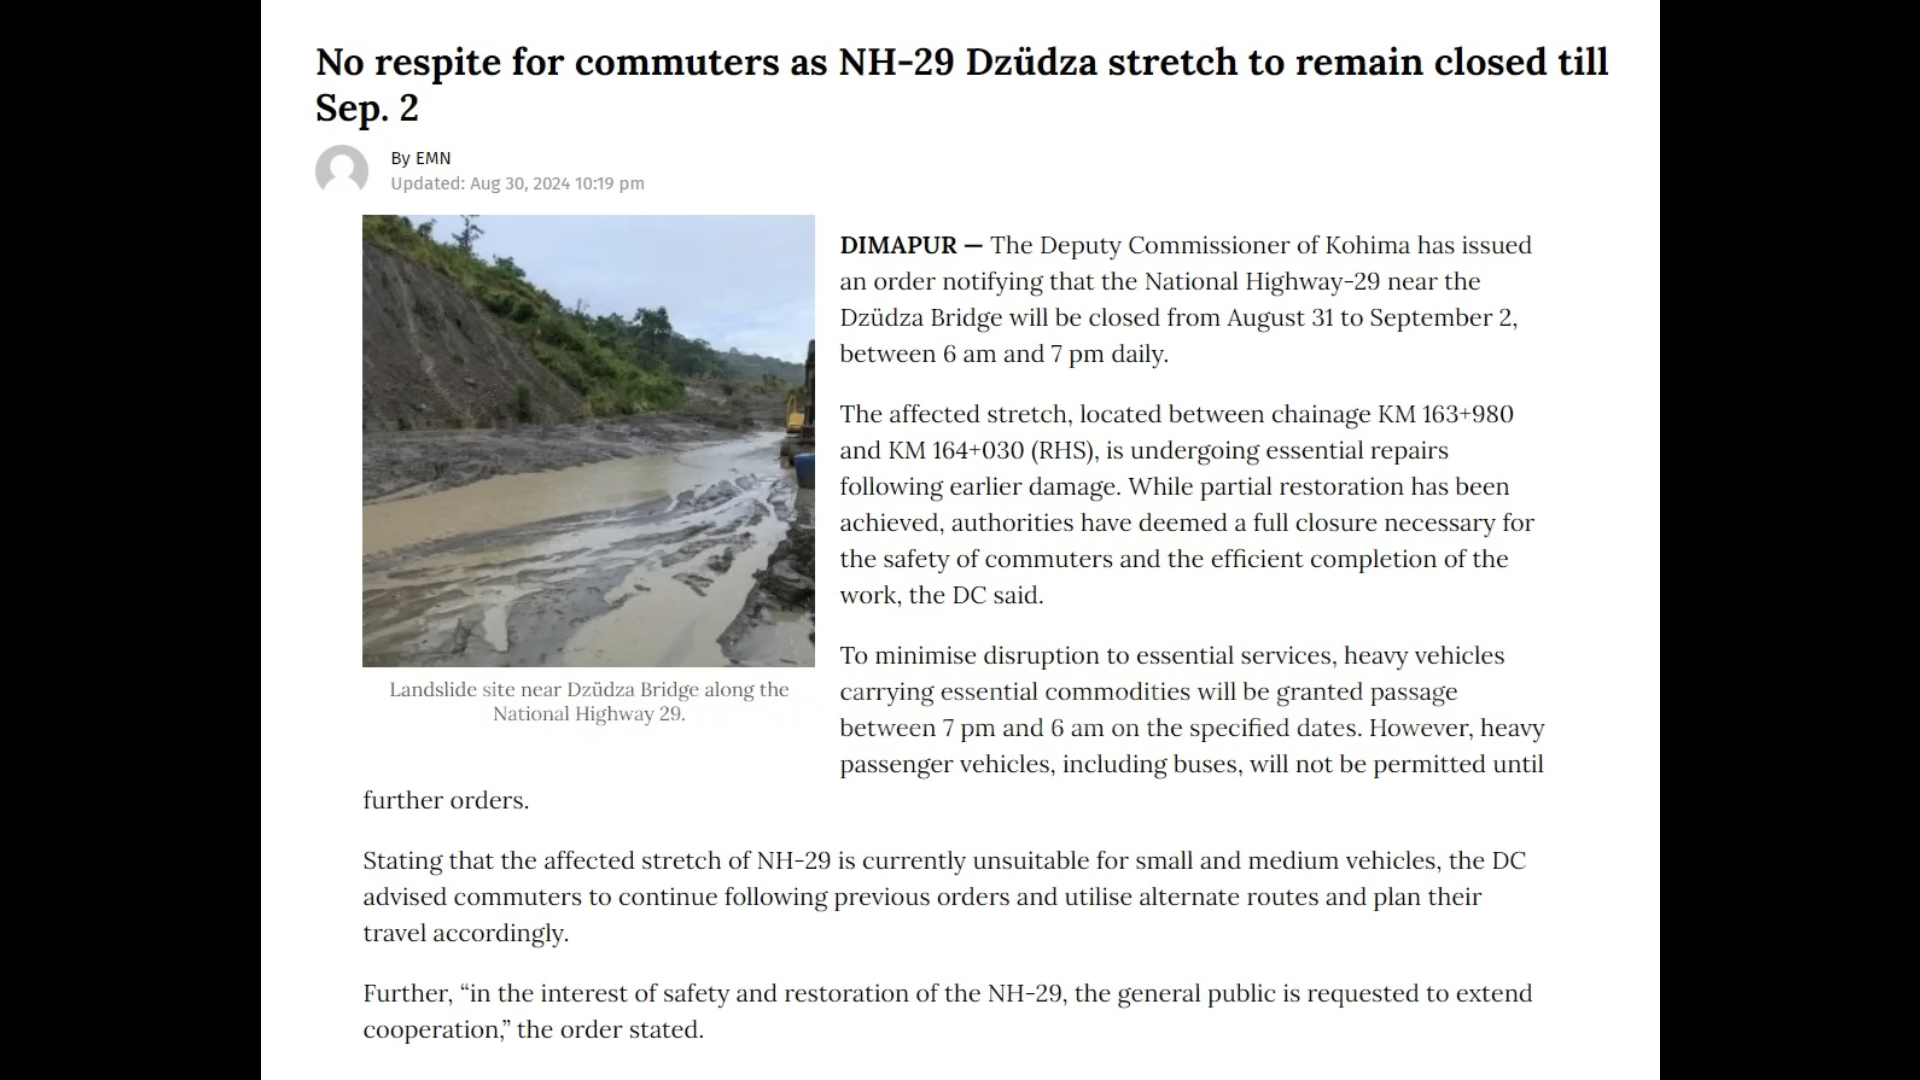 No respite for commuters as NH-29 Dzüdza stretch to remain closed till
Sep. 2
By EMN
Updated: Aug 30, 2024 10:19 pm
Landslide site near Dzüdza Bridge along the
National Highway 29.
DIMAPUR — The Deputy Commissioner of Kohima has issued
an order notifying that the National Highway-29 near the
Dzüdza Bridge will be closed from August 31 to September 2,
between 6 am and 7 pm daily.
The affected stretch, located between chainage KM 163+980
and KM 164+030 (RHS), is undergoing essential repairs
following earlier damage. While partial restoration has been
achieved, authorities have deemed a full closure necessary for
the safety of commuters and the efficient completion of the
work, the DC said.
To minimise disruption to essential services, heavy vehicles
carrying essential commodities will be granted passage
between 7 pm and 6 am on the specified dates. However, heavy
passenger vehicles, including buses, will not be permitted until
further orders.
Stating that the affected stretch of NH-29 is currently unsuitable for small and medium vehicles, the DC
advised commuters to continue following previous orders and utilise alternate routes and plan their
travel accordingly.
Further, “in the interest of safety and restoration of the NH-29, the general public is requested to extend
cooperation,” the order stated.